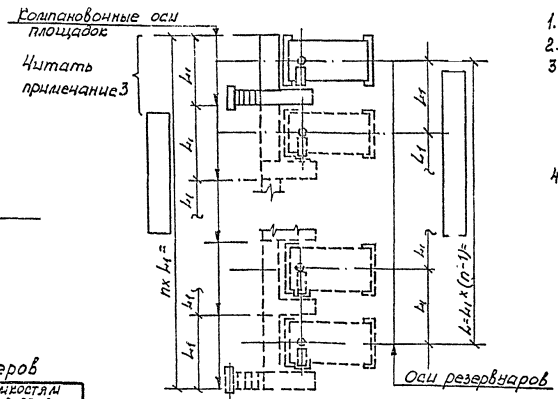 Компановочные оси
площадок
Читать
примечание 3
1.
2.
3
4
L1
L1
L1
L1
L1
n x L1 =
L1
L1
L1
L1
L=L1 x (n-1)=
Оси резервуаров
еров